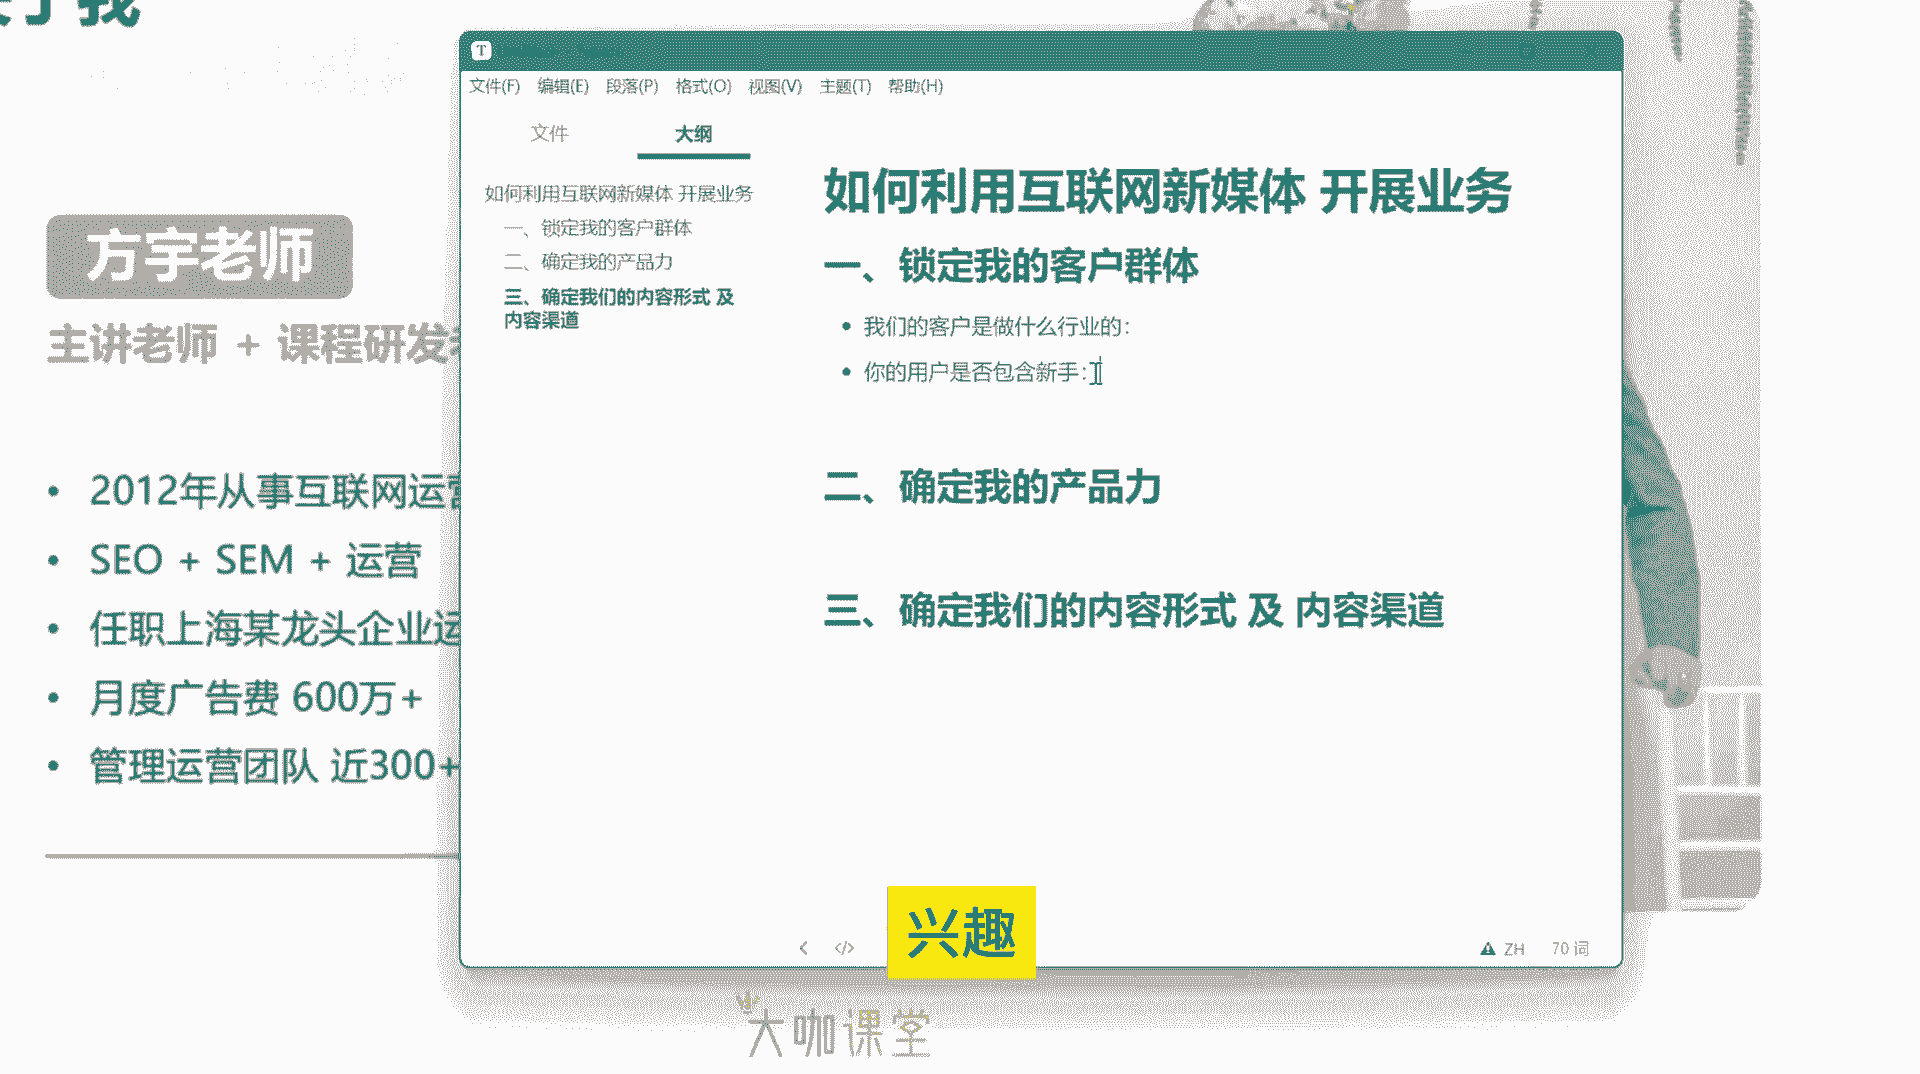 我
方宇老师
主讲老师 + 课程研发
2012年从事互联网运营
SEO + SEM + 运营
任职上海某龙头企业运
月度广告费 600万+
管理运营团队 近300+
T
文件(F) 编辑(E) 段落(P) 格式(O) 视图(V) 主题(T) 帮助(H)
文件 大纲
如何利用互联网新媒体 开展业务
一、锁定我的客户群体
二、确定我的产品力
三、确定我们的内容形式 及
内容渠道
如何利用互联网新媒体 开展业务
一、锁定我的客户群体
我们的客户是做什么行业的:
你的用户是否包含新手:
二、确定我的产品力
三、确定我们的内容形式 及 内容渠道
兴趣
ZH 70 词
大咖课堂